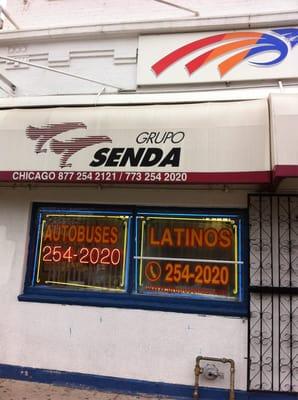 GRUPO
SENDA
CHICAGO 877 254 2121 / 773 254 2020
AUTOBUSES
254-2020
LATINOS
254-2020